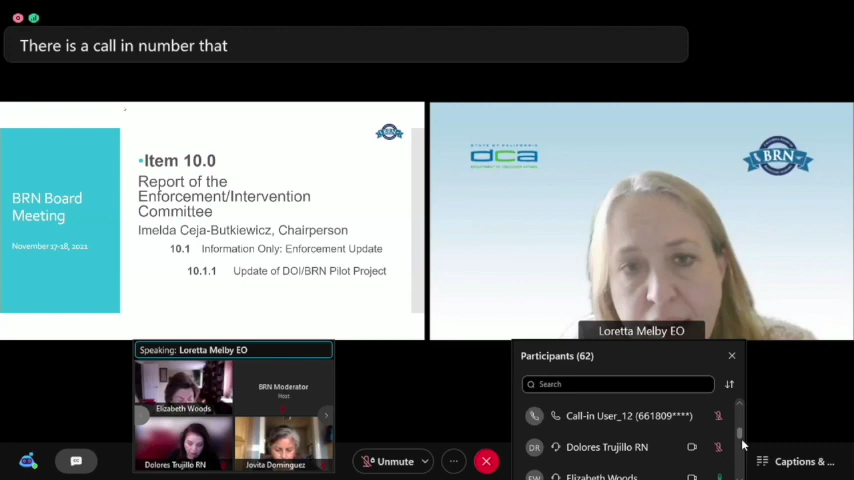 There is a call in number that
BRN Board
Meeting
November 17-18, 2021
•Item 10.0
Report of the
Enforcement/Intervention
Committee
Imelda Ceja-Butkiewicz, Chairperson
10.1 Information Only: Enforcement Update
10.1.1 Update of DOI/BRN Pilot Project
BRN
dca
BRN
Loretta Melby EO
Speaking: Loretta Melby EO
Elizabeth Woods
BRN Moderator
Host
Dolores Trujillo RN
Jovita Dominguez
Participants (62)
Search
Call-in User_12 (661809****)
DR Dolores Trujillo RN
EW Elizabeth Woods
Unmute
Captions & ...